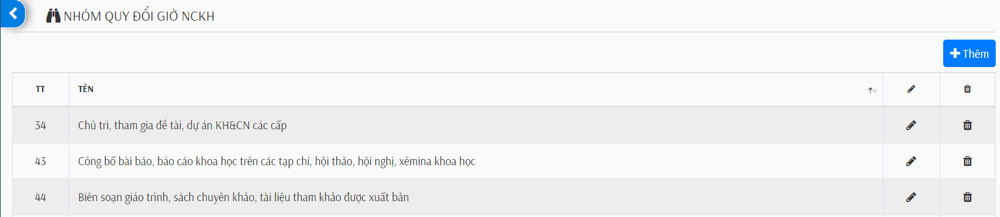 NHÓM QUY ĐỔI GIỜ NCKH
Thêm
TT TÊN
34 Chủ trì, tham gia đề tài, dự án KH&CN các cấp
43 Công bố bài báo, báo cáo khoa học trên các tạp chí, hội thảo, hội nghị, xêmina khoa học
44 Biên soạn giáo trình, sách chuyên khảo, tài liệu tham khảo được xuất bản